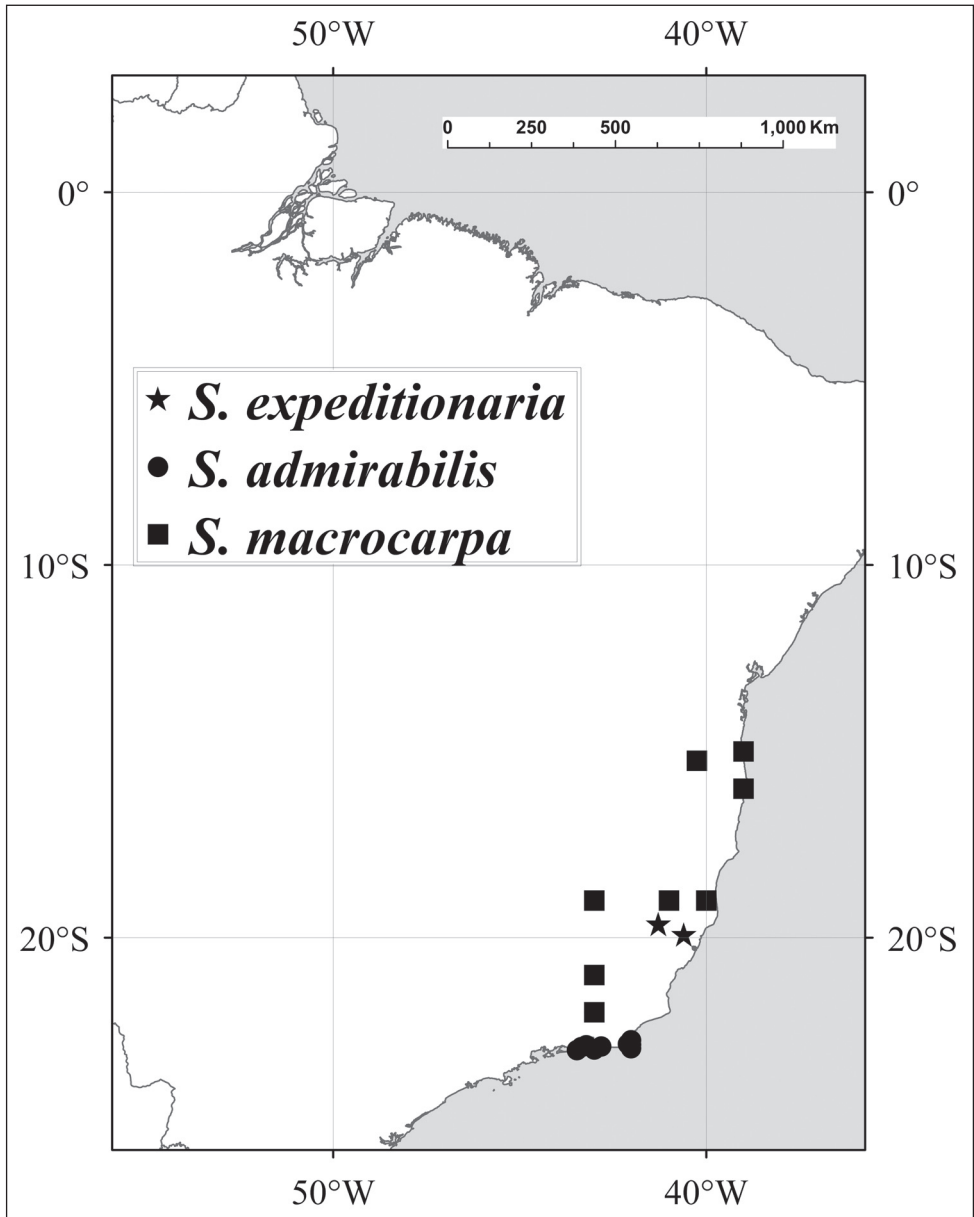 50°W 40°W
0 250 500 1,000 Km
0° 0°
S. expeditionaria
S. admirabilis
S. macrocarpa
10°S 10°S
20°S 20°S
50°W 40°W